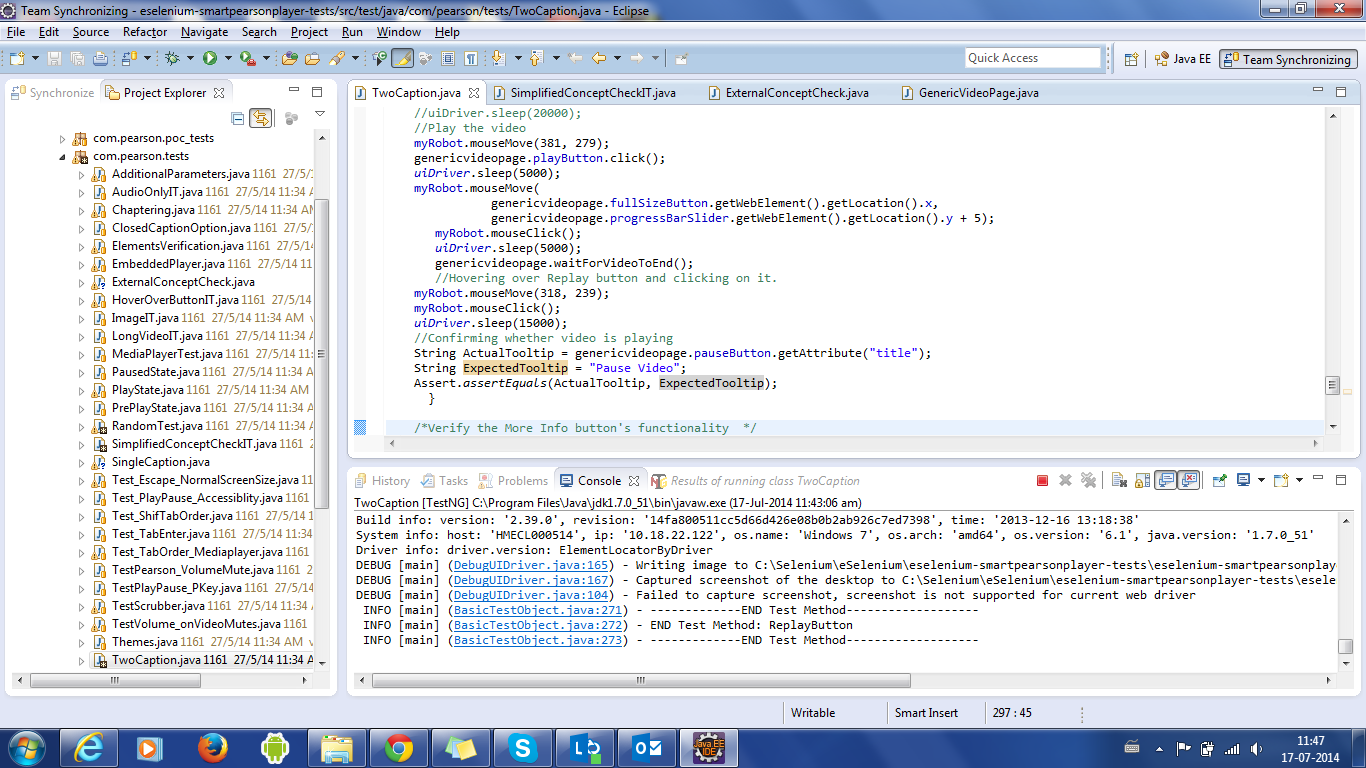 Team Synchronizing - eselenium-smartpearsonplayer-tests/src/test/java/com/pearson/tests/TwoCaption.java - Eclipse
File Edit Source Refactor Navigate Search Project Run Window Help
Quick Access
Java EE
Team Synchronizing
Synchronize
Project Explorer
com.pearson.poc_tests
com.pearson.tests
AdditionalParameters.java 1161 27/5/1
AudioOnlyIT.java 1161 27/5/14 11:34 A
Chaptering.java 1161 27/5/14 11:34 AM
ClosedCaptionOption.java 1161 27/5/
ElementsVerification.java 1161 27/5/14
EmbeddedPlayer.java 1161 27/5/14 11
ExternalConceptCheck.java
HoverOverButtonIT.java 1161 27/5/14
ImageIT.java 1161 27/5/14 11:34 AM v
LongVideoIT.java 1161 27/5/14 11:34 A
MediaPlayerTest.java 1161 27/5/14 11:
PausedState.java 1161 27/5/14 11:34 A
PlayState.java 1161 27/5/14 11:34 AM
PrePlayState.java 1161 27/5/14 11:34 A
RandomTest.java 1161 27/5/14 11:34 A
SimplifiedConceptCheckIT.java 1161 2
SingleCaption.java
Test_Escape_NormalScreenSize.java 11
Test_PlayPause_Accessiblity.java 1161
Test_ShifTabOrder.java 1161 27/5/14 1
Test_TabEnter.java 1161 27/5/14 11:34
Test_TabOrder_Mediaplayer.java 1161
TestPearson_VolumeMute.java 1161 2
TestPlayPause_PKey.java 1161 27/5/14
TestScrubber.java 1161 27/5/14 11:34 A
TestVolume_onVideoMutes.java 1161
Themes.java 1161 27/5/14 11:34 AM v
TwoCaption.java 1161 27/5/14 11:34 A
TwoCaption.java
SimplifiedConceptCheckIT.java
ExternalConceptCheck.java
GenericVideoPage.java
//uiDriver.sleep(20000);
//Play the video
myRobot.mouseMove(381, 279);
genericvideopage.playButton.click();
uiDriver.sleep(5000);
myRobot.mouseMove(
genericvideopage.fullSizeButton.getWebElement().getLocation().x,
genericvideopage.progressBarSlider.getWebElement().getLocation().y + 5);
myRobot.mouseClick();
uiDriver.sleep(5000);
genericvideopage.waitForVideoToEnd();
//Hovering over Replay button and clicking on it.
myRobot.mouseMove(318, 239);
myRobot.mouseClick();
uiDriver.sleep(15000);
//Confirming whether video is playing
String ActualTooltip = genericvideopage.pauseButton.getAttribute("title");
String ExpectedTooltip = "Pause Video";
Assert.assertEquals(ActualTooltip, ExpectedTooltip);
}
/*Verify the More Info button's functionality */
History Tasks Problems Console Results of running class TwoCaption
TwoCaption [TestNG] C:\Program Files\Java\jdk1.7.0_51\bin\javaw.exe (17-Jul-2014 11:43:06 am)
Build info: version: '2.39.0', revision: '14fa800511cc5d66d426e08b0b2ab926c7ed7398', time: '2013-12-16 13:18:38'
System info: host: 'HMECL000514', ip: '10.18.22.122', os.name: 'Windows 7', os.arch: 'amd64', os.version: '6.1', java.version: '1.7.0_51'
Driver info: driver.version: ElementLocatorByDriver
DEBUG [main] (DebugUIDriver.java:165) - Writing image to C:\Selenium\eSelenium\eselenium-smartpearsonplayer-tests\eselenium-smartpearsonplaye
DEBUG [main] (DebugUIDriver.java:167) - Captured screenshot of the desktop to C:\Selenium\eSelenium\eselenium-smartpearsonplayer-tests\esele
DEBUG [main] (DebugUIDriver.java:104) - Failed to capture screenshot, screenshot is not supported for current web driver
INFO [main] (BasicTestObject.java:271) - -------------END Test Method-------------------
INFO [main] (BasicTestObject.java:272) - END Test Method: ReplayButton
INFO [main] (BasicTestObject.java:273) - -------------END Test Method-------------------
Writable
Smart Insert
297 : 45
Java EE
IDE
11:47
17-07-2014